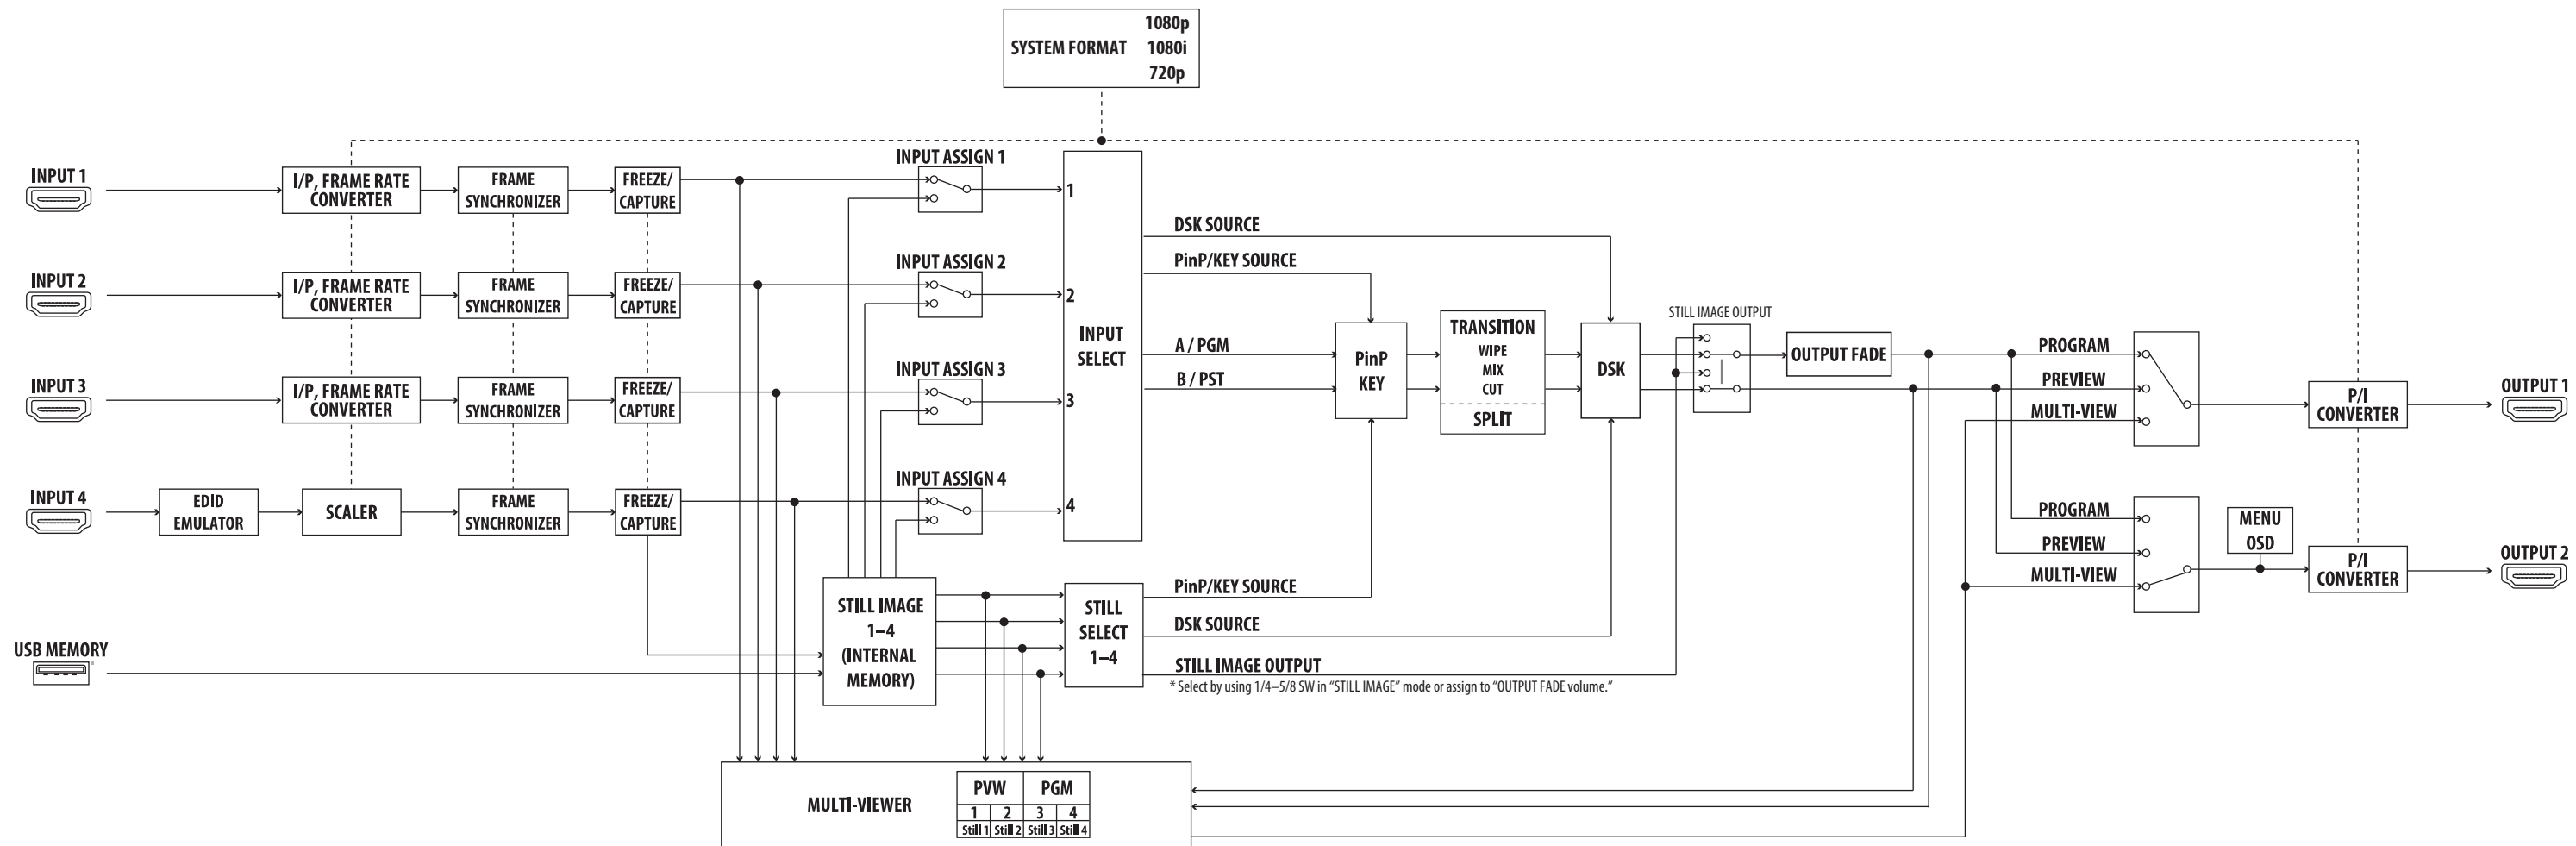 SYSTEM FORMAT
1080p
1080i
720p
INPUT 1
I/P, FRAME RATE
CONVERTER
FRAME
SYNCHRONIZER
FREEZE/
CAPTURE
INPUT ASSIGN 1
INPUT 2
I/P, FRAME RATE
CONVERTER
FRAME
SYNCHRONIZER
FREEZE/
CAPTURE
INPUT ASSIGN 2
INPUT 3
I/P, FRAME RATE
CONVERTER
FRAME
SYNCHRONIZER
FREEZE/
CAPTURE
INPUT ASSIGN 3
INPUT 4
EDID
EMULATOR
SCALER
FRAME
SYNCHRONIZER
FREEZE/
CAPTURE
INPUT ASSIGN 4
1
2
INPUT
SELECT
3
4
DSK SOURCE
PinP/KEY SOURCE
A / PGM
B / PST
PinP
KEY
TRANSITION
WIPE
MIX
CUT
SPLIT
DSK
STILL IMAGE OUTPUT
OUTPUT FADE
PROGRAM
PREVIEW
MULTI-VIEW
P/I
CONVERTER
OUTPUT 1
PROGRAM
PREVIEW
MULTI-VIEW
MENU
OSD
P/I
CONVERTER
OUTPUT 2
USB MEMORY
STILL IMAGE
1–4
(INTERNAL
MEMORY)
STILL
SELECT
1–4
PinP/KEY SOURCE
DSK SOURCE
STILL IMAGE OUTPUT
* Select by using 1/4–5/8 SW in “STILL IMAGE” mode or assign to “OUTPUT FADE volume.”
MULTI-VIEWER
PVW PGM
1 2 3 4
Still 1 Still 2 Still 3 Still 4